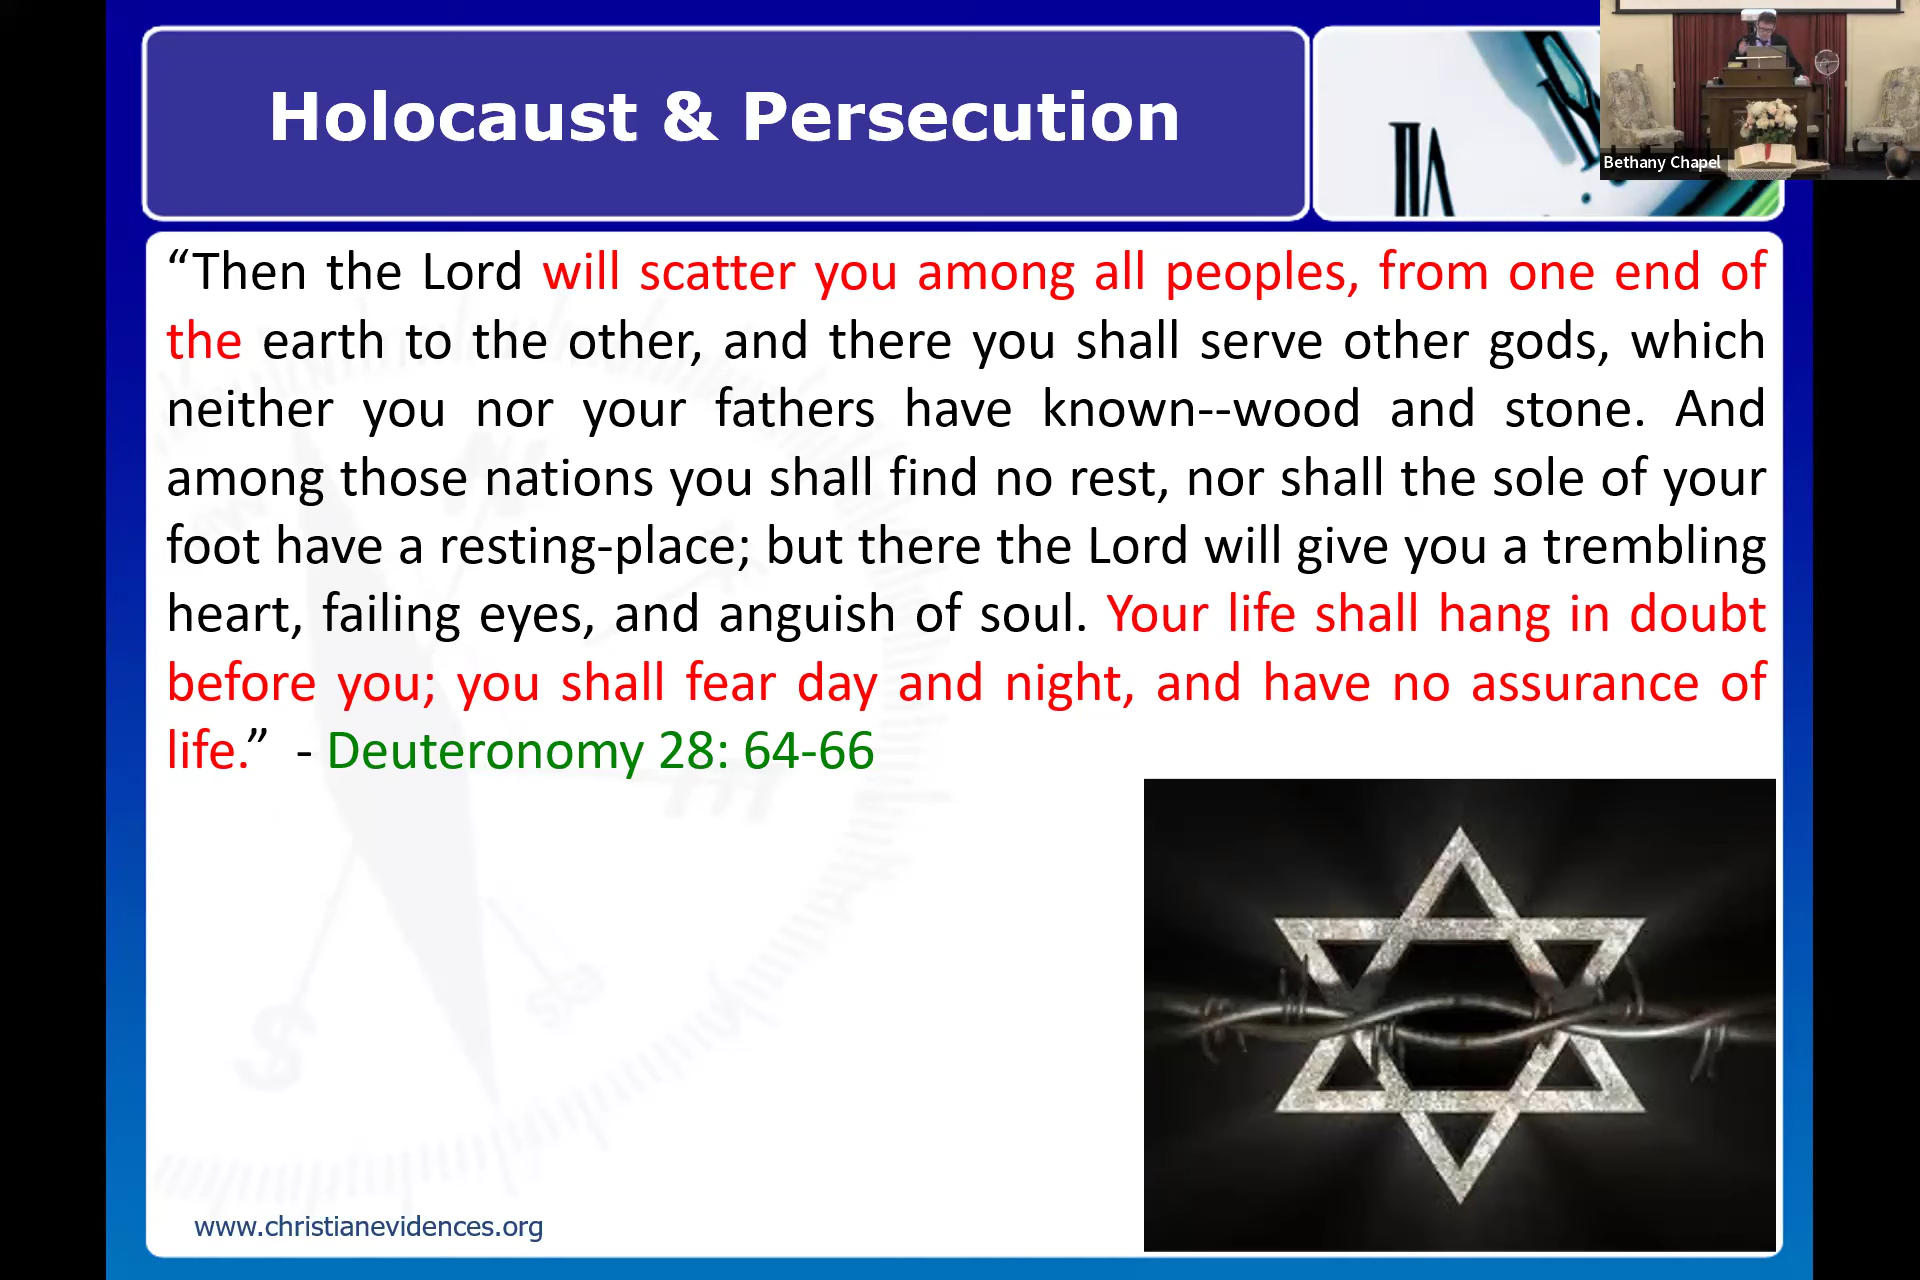 Holocaust & Persecution
Bethany Chapel
“Then the Lord will scatter you among all peoples, from one end of
the earth to the other, and there you shall serve other gods, which
neither you nor your fathers have known--wood and stone. And
among those nations you shall find no rest, nor shall the sole of your
foot have a resting-place; but there the Lord will give you a trembling
heart, failing eyes, and anguish of soul. Your life shall hang in doubt
before you; you shall fear day and night, and have no assurance of
life.” - Deuteronomy 28: 64-66
www.christianevidences.org